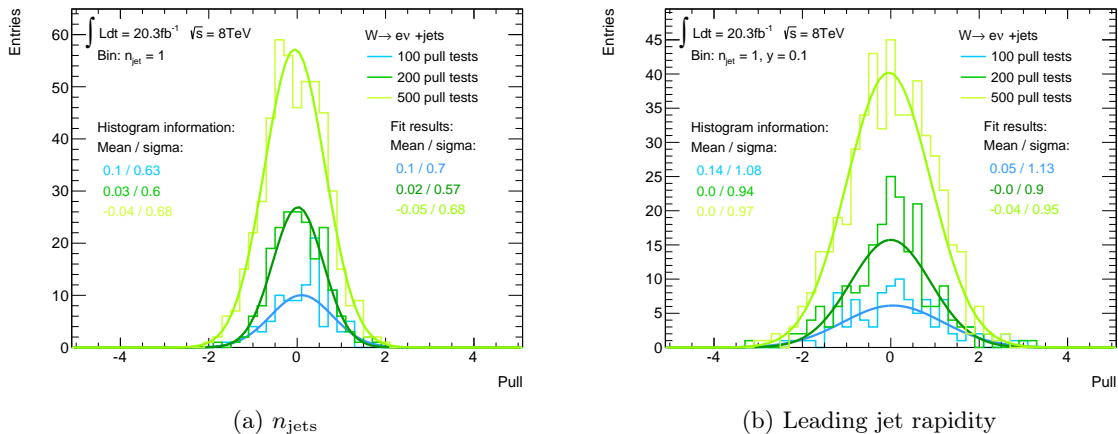 Entries
60
50
40
30
20
10
0
∫ Ldt = 20.3fb⁻¹ √s = 8TeV
Bin: n_jet = 1
W→ eν +jets
100 pull tests
200 pull tests
500 pull tests
Histogram information:
Mean / sigma:
0.1 / 0.63
0.03 / 0.6
-0.04 / 0.68
Fit results:
Mean / sigma:
0.1 / 0.7
0.02 / 0.57
-0.05 / 0.68
-4 -2 0 2 4
Pull
(a) n_jets
Entries
45
40
35
30
25
20
15
10
5
0
∫ Ldt = 20.3fb⁻¹ √s = 8TeV
Bin: n_jet = 1, y = 0.1
W→ eν +jets
100 pull tests
200 pull tests
500 pull tests
Histogram information:
Mean / sigma:
0.14 / 1.08
0.0 / 0.94
0.0 / 0.97
Fit results:
Mean / sigma:
0.05 / 1.13
-0.0 / 0.9
-0.04 / 0.95
-4 -2 0 2 4
Pull
(b) Leading jet rapidity